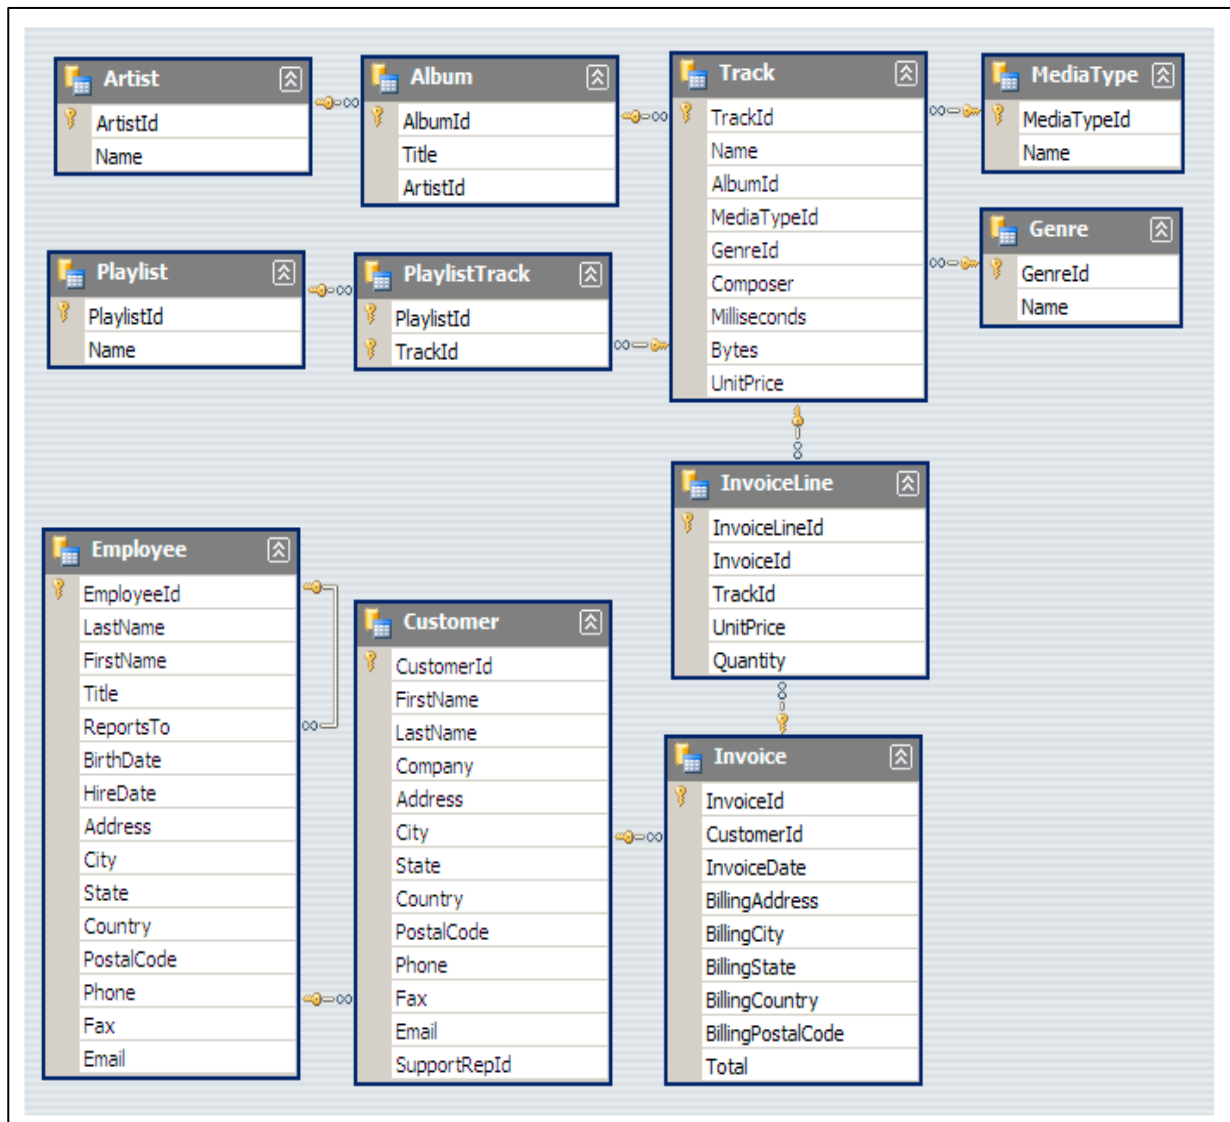 Artist
ArtistId
Name
Album
AlbumId
Title
ArtistId
Track
TrackId
Name
AlbumId
MediaTypeId
GenreId
Composer
Milliseconds
Bytes
UnitPrice
MediaType
MediaTypeId
Name
Genre
GenreId
Name
Playlist
PlaylistId
Name
PlaylistTrack
PlaylistId
TrackId
InvoiceLine
InvoiceLineId
InvoiceId
TrackId
UnitPrice
Quantity
Employee
EmployeeId
LastName
FirstName
Title
ReportsTo
BirthDate
HireDate
Address
City
State
Country
PostalCode
Phone
Fax
Email
Customer
CustomerId
FirstName
LastName
Company
Address
City
State
Country
PostalCode
Phone
Fax
Email
SupportRepId
Invoice
InvoiceId
CustomerId
InvoiceDate
BillingAddress
BillingCity
BillingState
BillingCountry
BillingPostalCode
Total